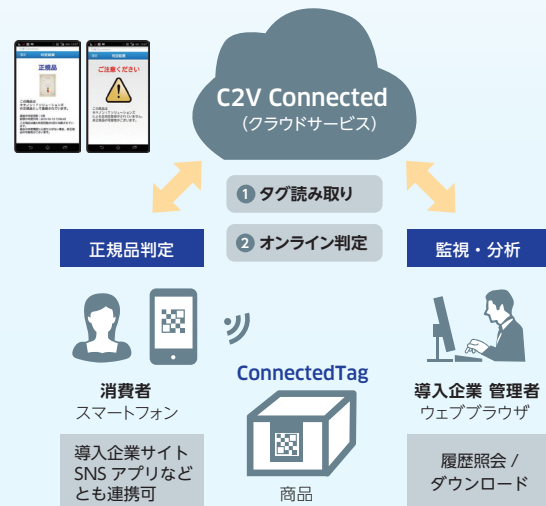 正規品
ご注意ください
C2V Connected
(クラウドサービス)
1 タグ読み取り
2 オンライン判定
正規品判定
監視・分析
ConnectedTag
消費者
スマートフォン
導入企業 管理者
ウェブブラウザ
導入企業サイト
SNS アプリなど
とも連携可
商品
履歴照会 /
ダウンロード